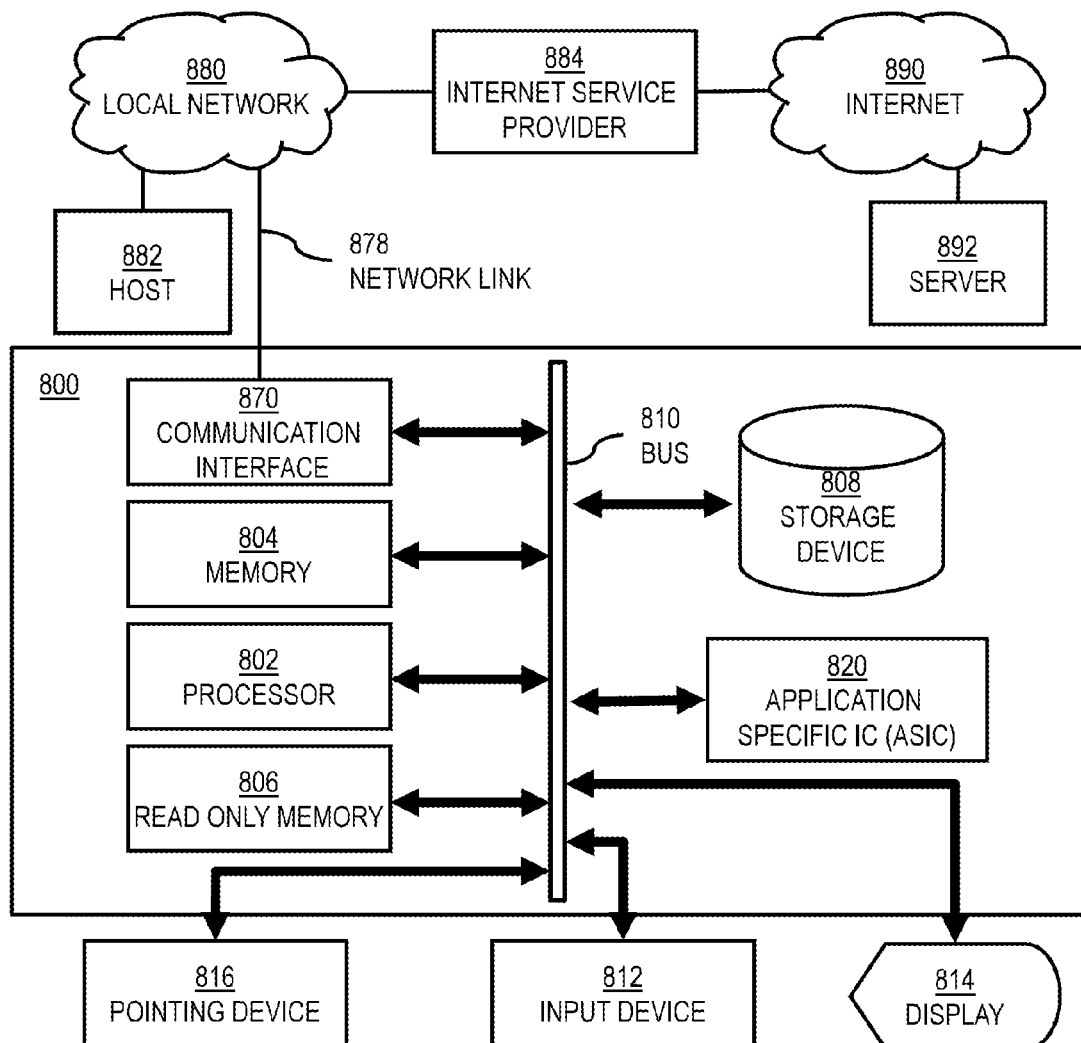 880
LOCAL NETWORK
884
INTERNET SERVICE
PROVIDER
890
INTERNET
882
HOST
878
NETWORK LINK
892
SERVER
800
870
COMMUNICATION
INTERFACE
810
BUS
808
STORAGE
DEVICE
804
MEMORY
802
PROCESSOR
820
APPLICATION
SPECIFIC IC (ASIC)
806
READ ONLY MEMORY
816
POINTING DEVICE
812
INPUT DEVICE
814
DISPLAY